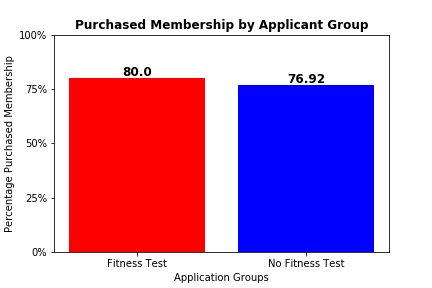 Purchased Membership by Applicant Group
100%
75%
50%
25%
0%
Percentage Purchased Membership
80.0
76.92
Fitness Test
No Fitness Test
Application Groups